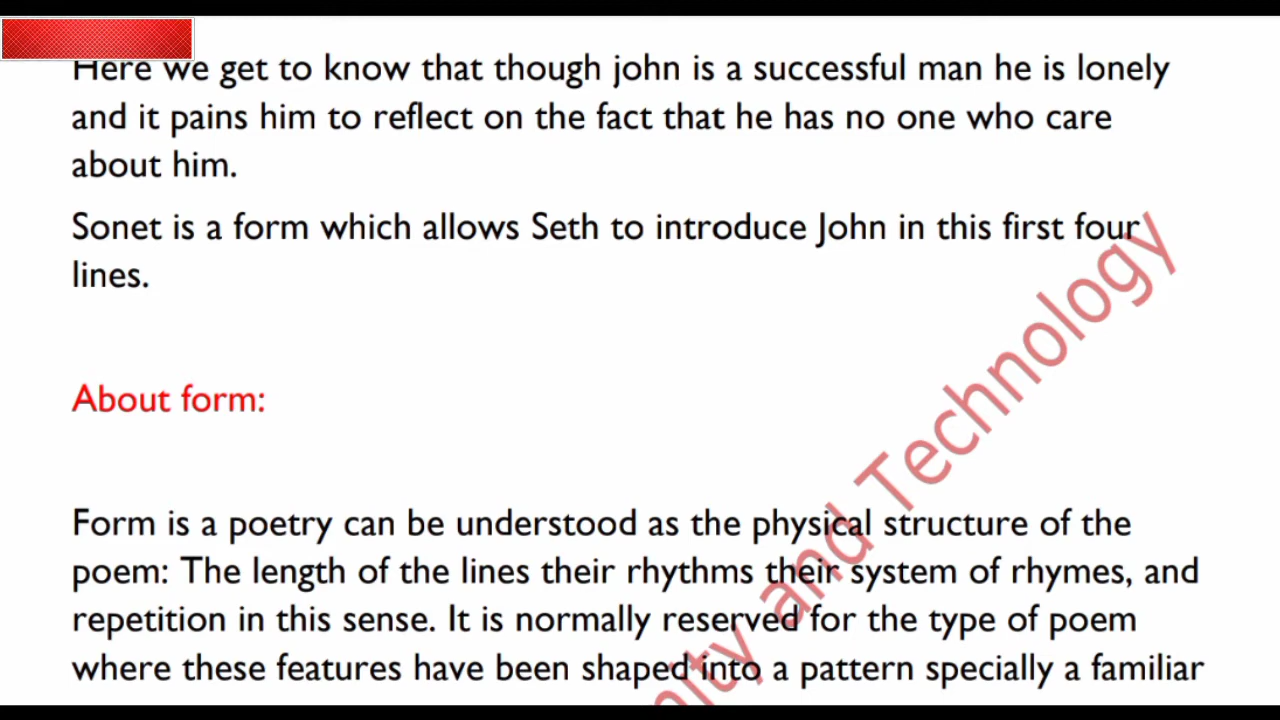 Here we get to know that though john is a successful man he is lonely
and it pains him to reflect on the fact that he has no one who care
about him.
Sonet is a form which allows Seth to introduce John in this first four
lines.
About form:
Form is a poetry can be understood as the physical structure of the
poem: The length of the lines their rhythms their system of rhymes, and
repetition in this sense. It is normally reserved for the type of poem
where these features have been shaped into a pattern specially a familiar
and Technology